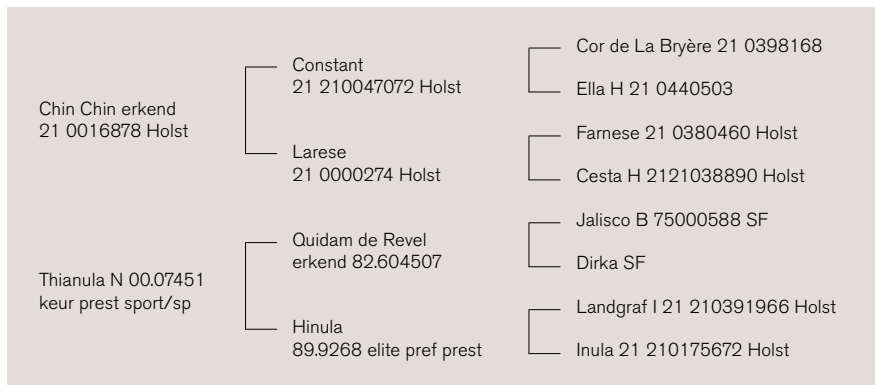 Chin Chin erkend
21 0016878 Holst
Constant
21 210047072 Holst
Cor de La Bryère 21 0398168
Ella H 21 0440503
Larese
21 0000274 Holst
Farnese 21 0380460 Holst
Cesta H 2121038890 Holst
Thianula N 00.07451
keur prest sport/sp
Quidam de Revel
erkend 82.604507
Jalisco B 75000588 SF
Dirka SF
Hinula
89.9268 elite pref prest
Landgraf I 21 210391966 Holst
Inula 21 210175672 Holst